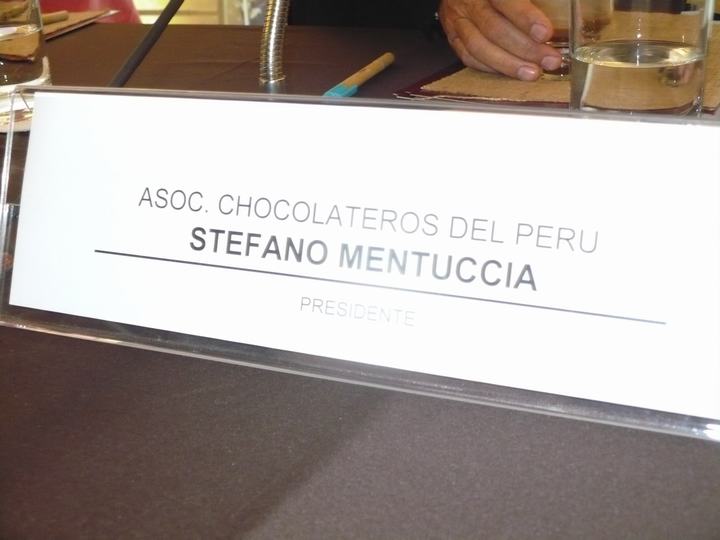 ASOC. CHOCOLATEROS DEL PERU
STEFANO MENTUCCIA
PRESIDENTE